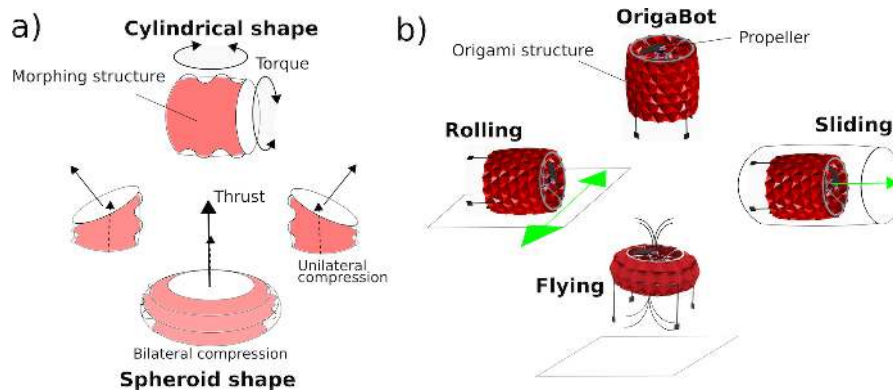 a)
Cylindrical shape
Morphing structure
Torque
Thrust
Unilateral
compression
Bilateral compression
Spheroid shape
b)
OrigaBot
Origami structure
Propeller
Rolling
Sliding
Flying